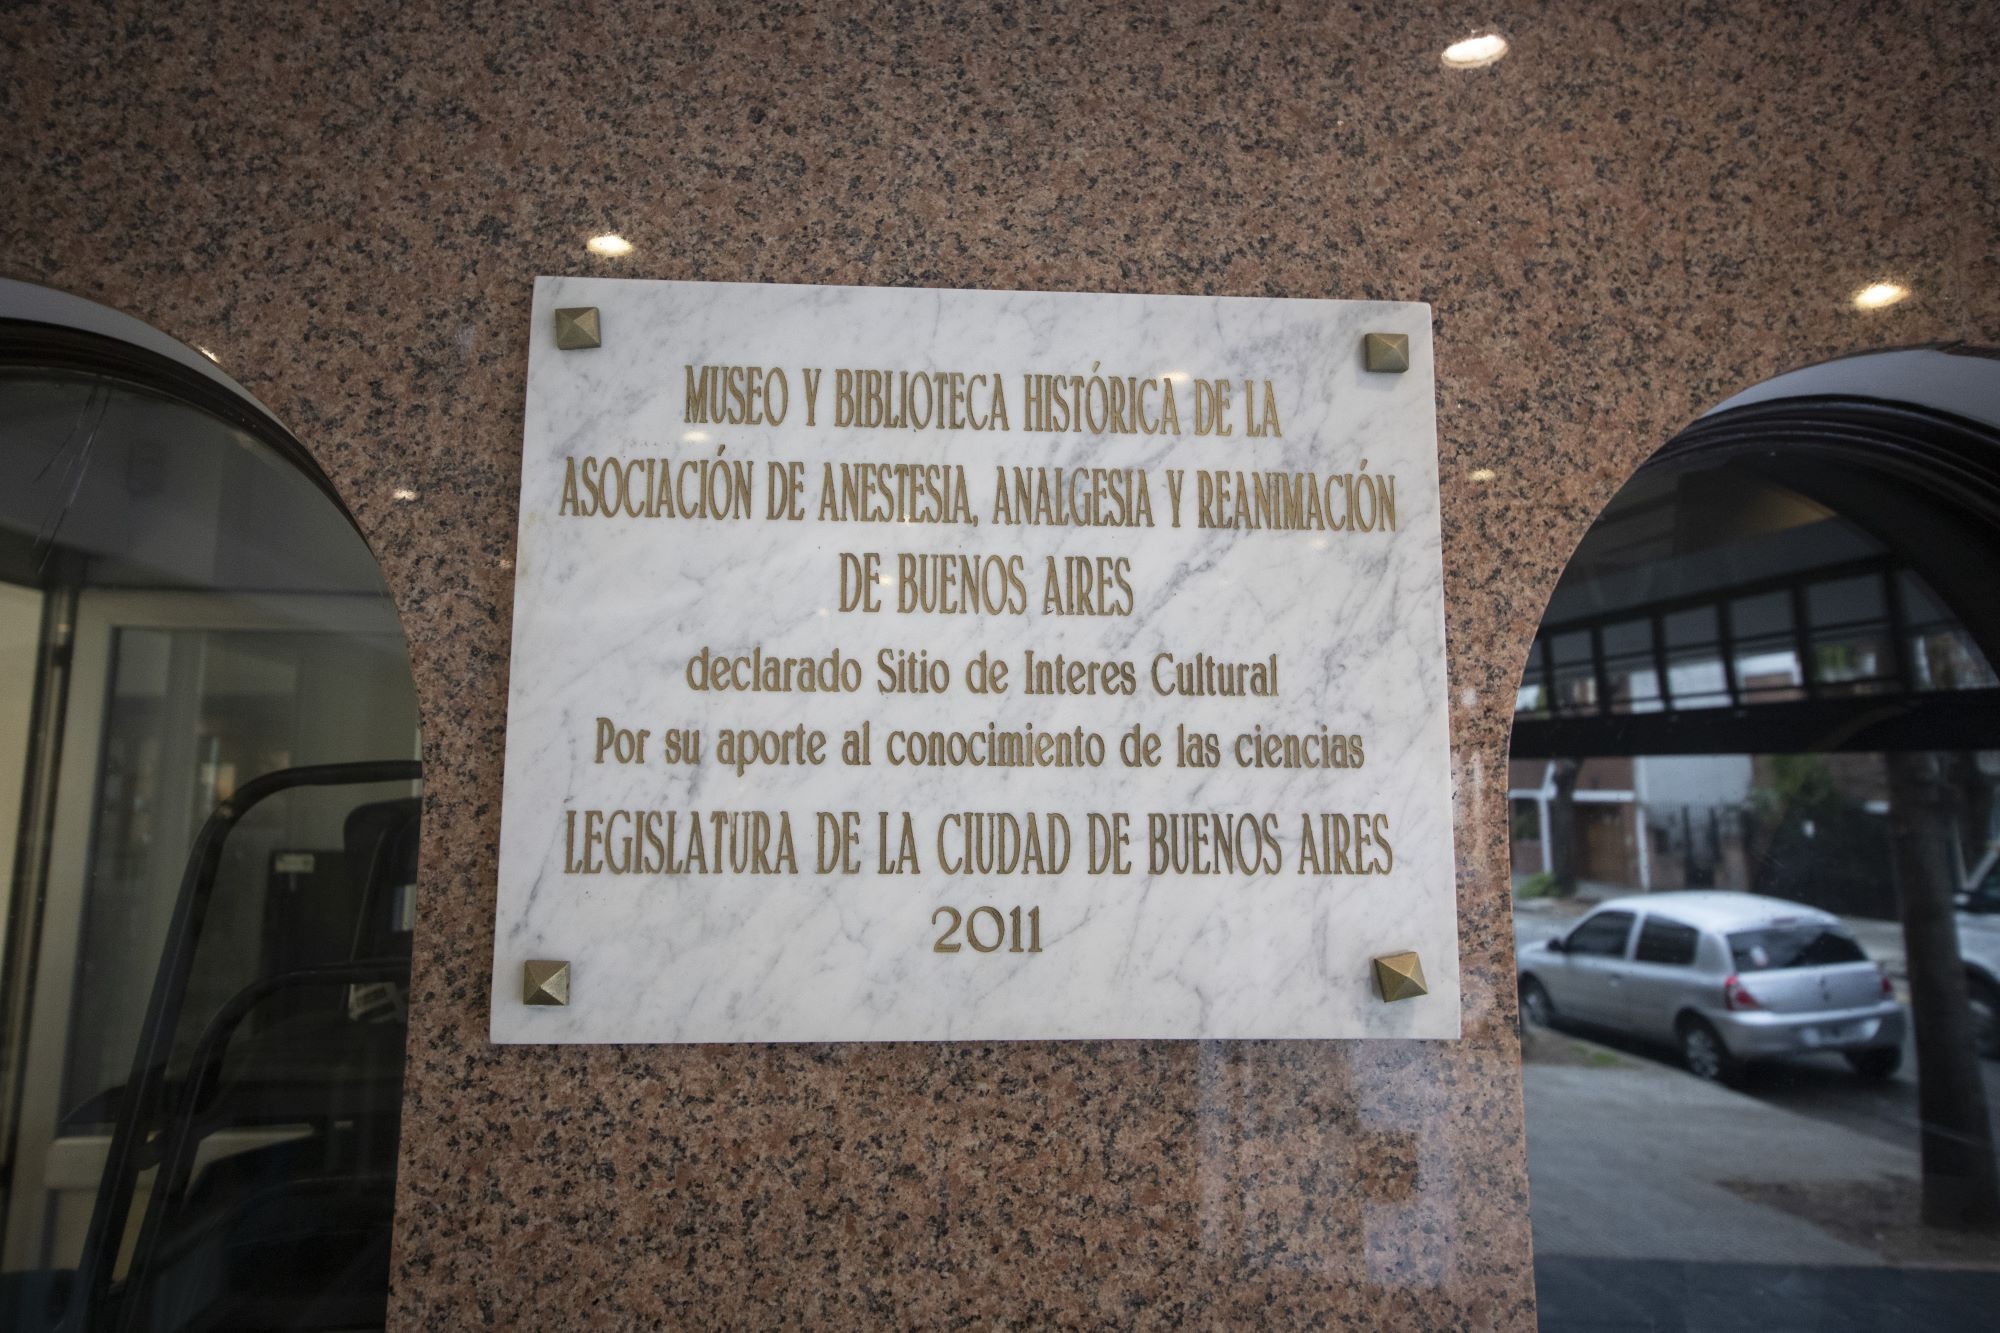 MUSEO Y BIBLIOTECA HISTÓRICA DE LA
ASOCIACIÓN DE ANESTESIA, ANALGESIA Y REANIMACIÓN
DE BUENOS AIRES
declarado Sitio de Interes Cultural
Por su aporte al conocimiento de las ciencias
LEGISLATURA DE LA CIUDAD DE BUENOS AIRES
2011